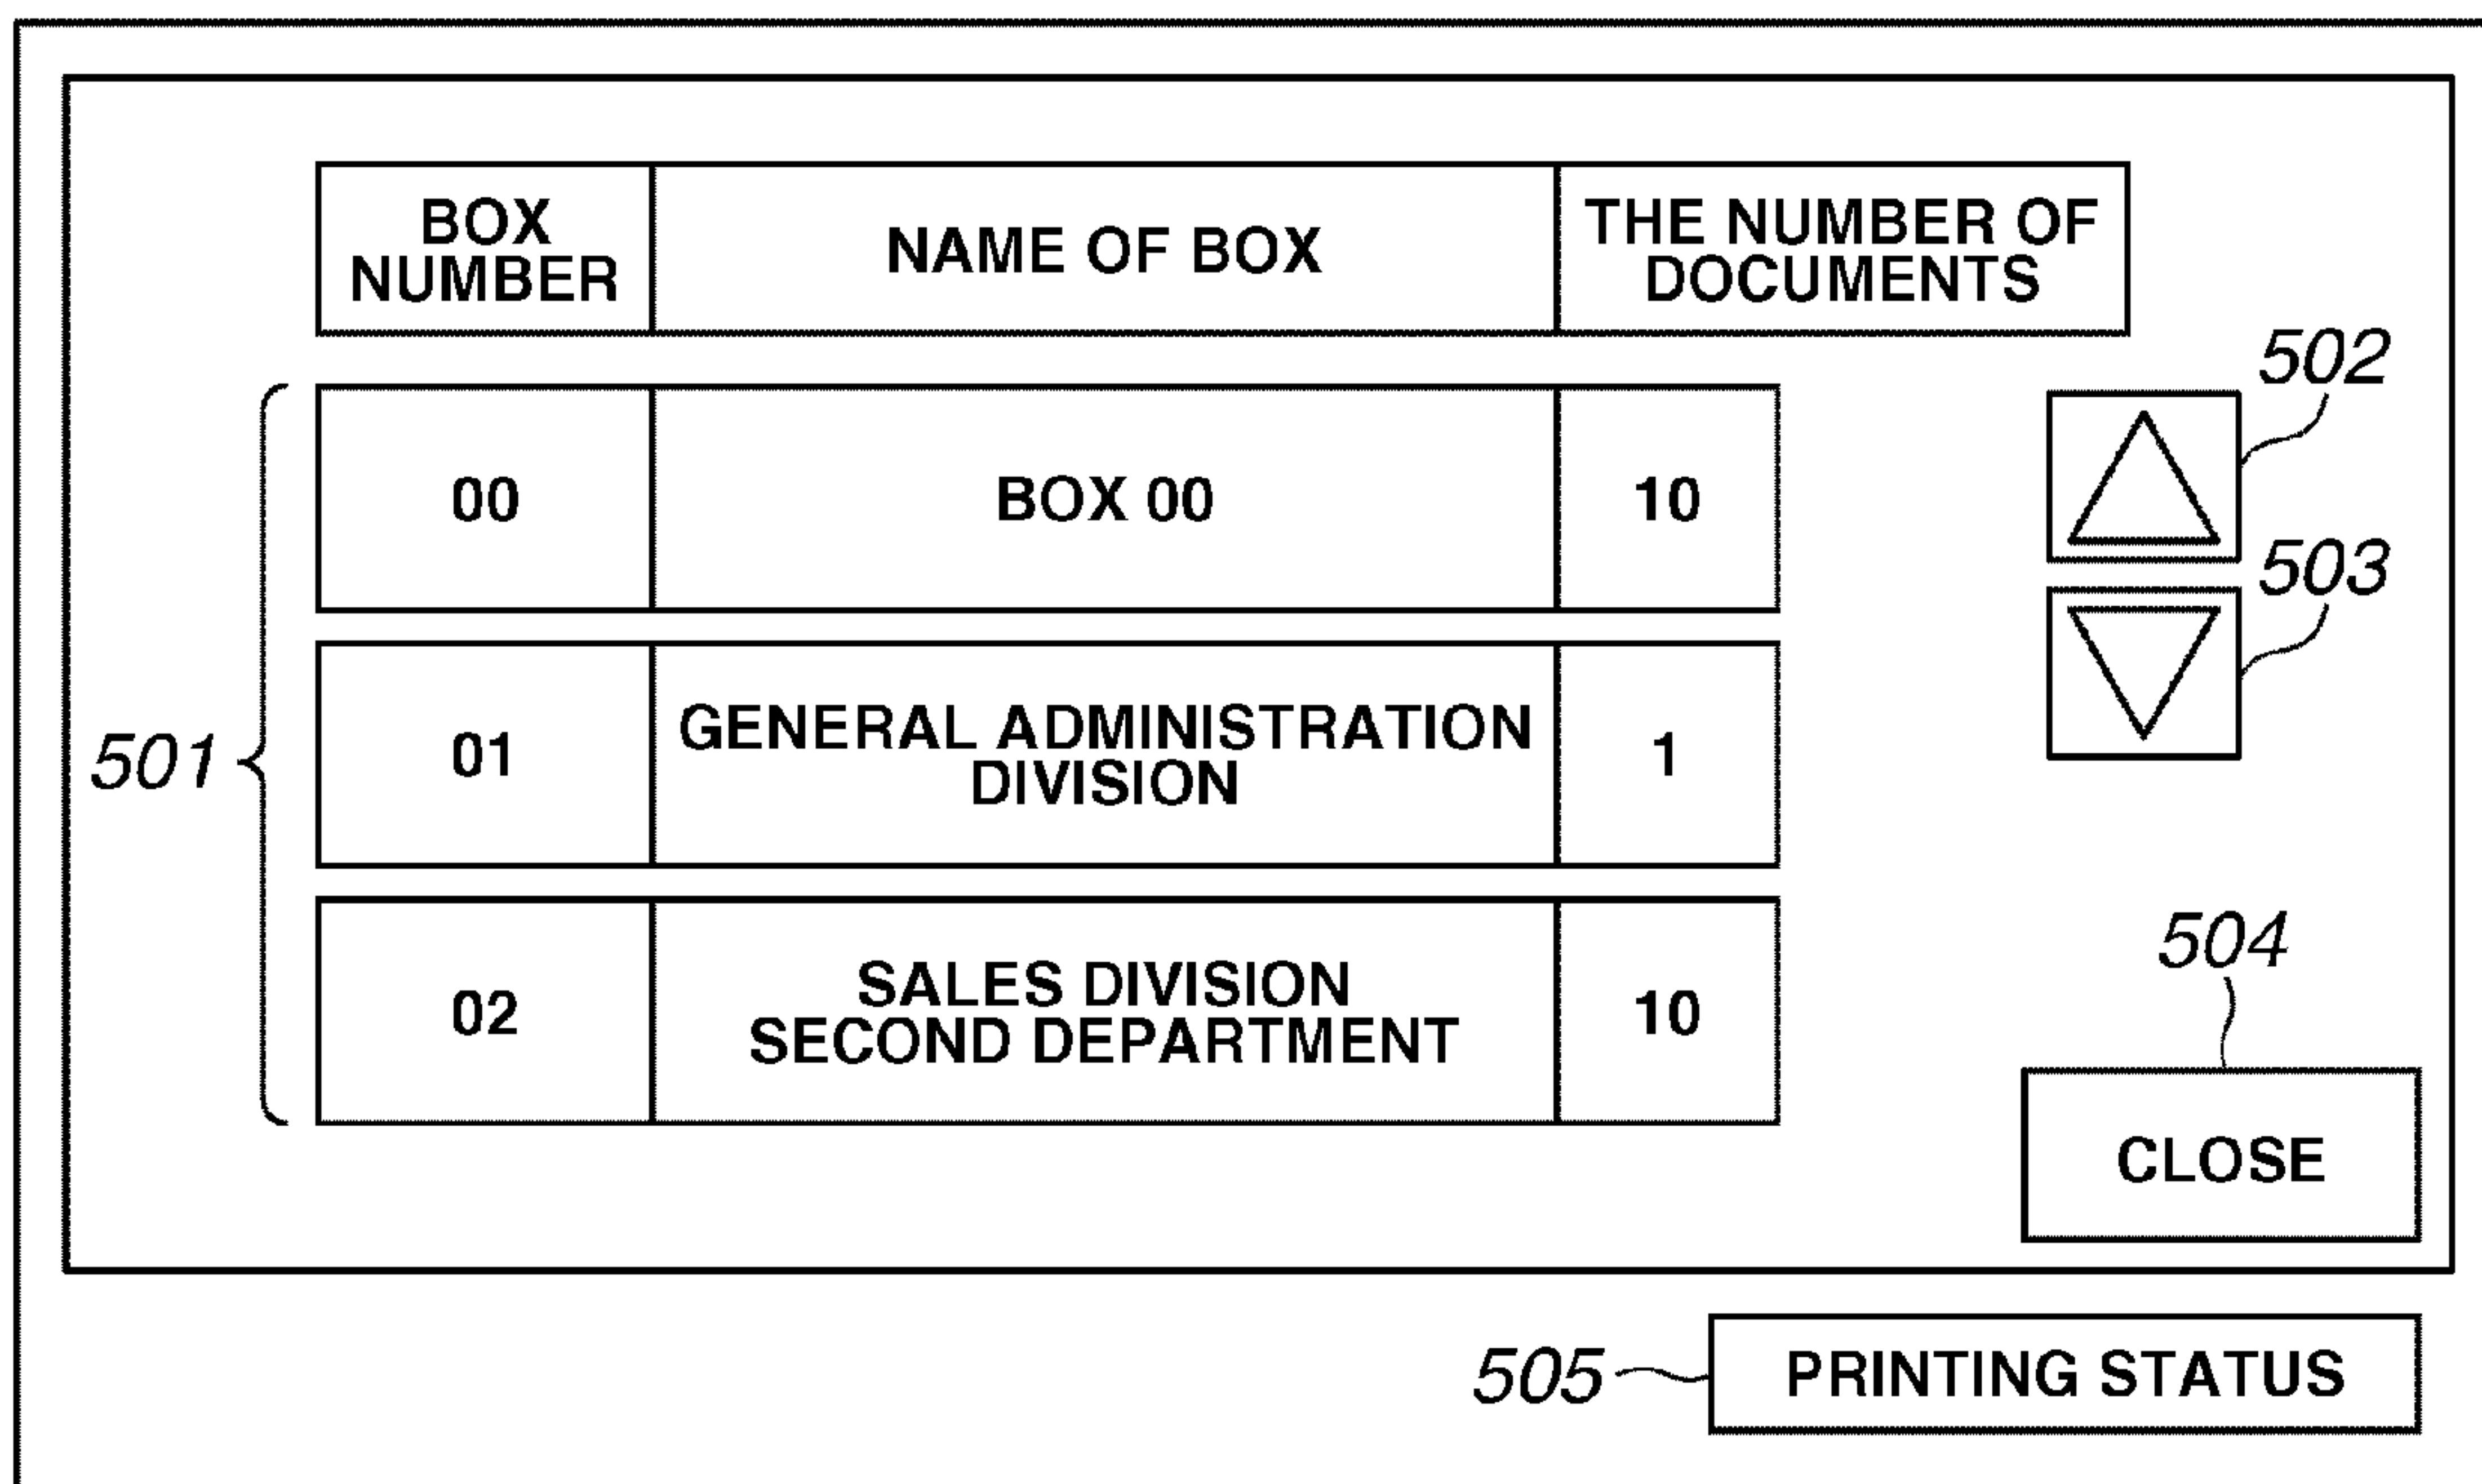 BOX
NUMBER
NAME OF BOX
THE NUMBER OF
DOCUMENTS
502
00
BOX 00
10
503
501
01
GENERAL ADMINISTRATION
DIVISION
1
504
02
SALES DIVISION
SECOND DEPARTMENT
10
CLOSE
505
PRINTING STATUS